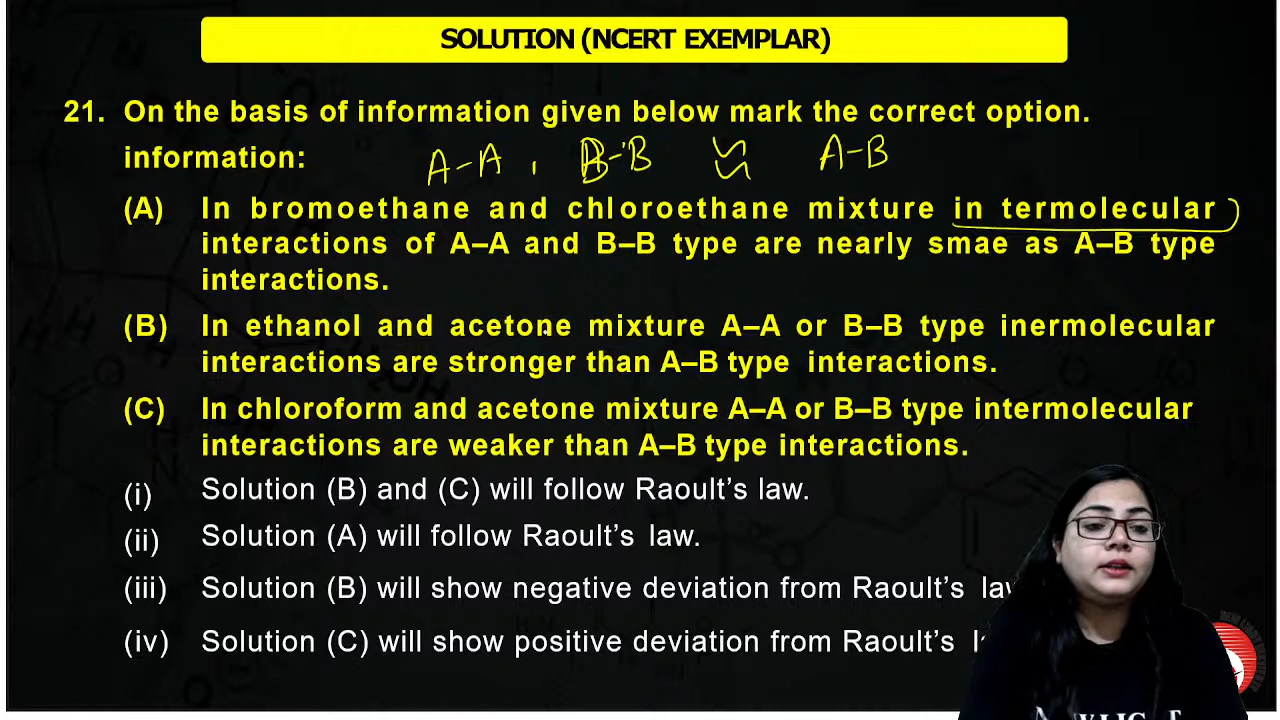 SOLUTION (NCERT EXEMPLAR)
21. On the basis of information given below mark the correct option.
information:
A-A , B-B A-B
(A) In bromoethane and chloroethane mixture in termolecular
interactions of A–A and B–B type are nearly smae as A–B type
interactions.
(B) In ethanol and acetone mixture A–A or B–B type inermolecular
interactions are stronger than A–B type interactions.
(C) In chloroform and acetone mixture A–A or B–B type intermolecular
interactions are weaker than A–B type interactions.
(i) Solution (B) and (C) will follow Raoult’s law.
(ii) Solution (A) will follow Raoult’s law.
(iii) Solution (B) will show negative deviation from Raoult’s
(iv) Solution (C) will show positive deviation from Raoult’s